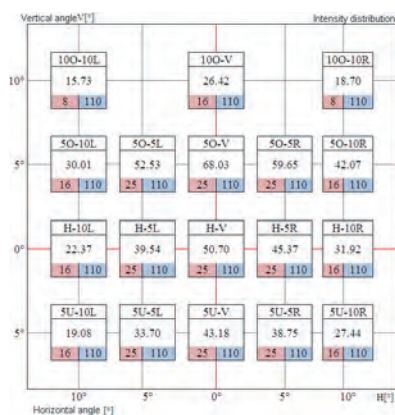 Vertical angleV[°] Intensity distribution
10O-10L 10O-V 10O-10R
10° 15.73 26.42 18.70
8 110 16 110 8 110
5O-10L 5O-5L 5O-V 5O-5R 5O-10R
5° 30.01 52.53 68.03 59.65 42.07
16 110 25 110 25 110 25 110 16 110
H-10L H-5L H-V H-5R H-10R
0° 22.37 39.54 50.70 45.37 31.92
16 110 25 110 25 110 25 110 16 110
5U-10L 5U-5L 5U-V 5U-5R 5U-10R
5° 19.08 33.70 43.18 38.75 27.44
16 110 25 110 25 110 25 110 16 110
10° 5° 0° 5° 10° H[°]
Horizontal angle [°]